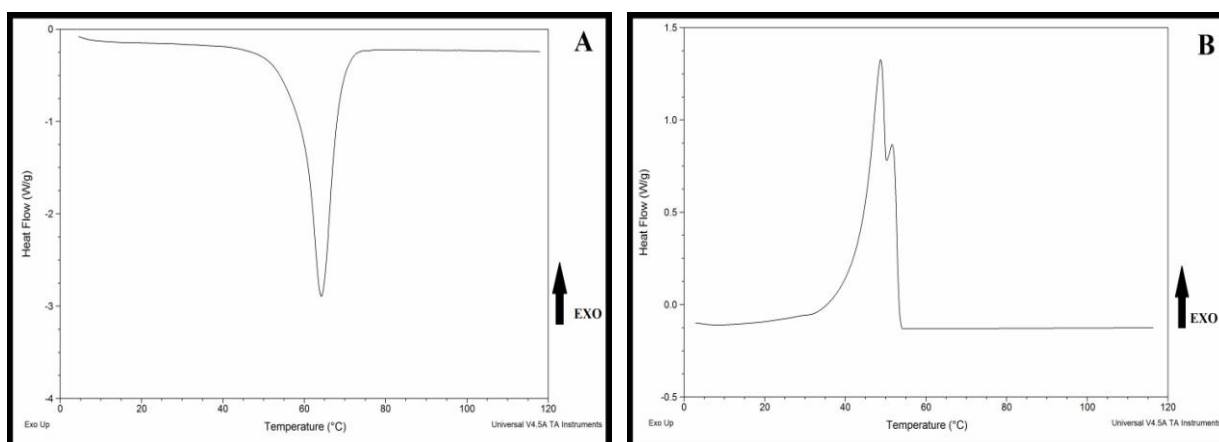 A
0
-1
-2
-3
-4
Heat Flow (W/g)
EXO
0 20 40 60 80 100 120
Exo Up Temperature (°C) Universal V4.5A TA Instruments
B
1.5
1.0
0.5
0.0
-0.5
Heat Flow (W/g)
EXO
0 20 40 60 80 100 120
Exo Up Temperature (°C) Universal V4.5A TA Instruments